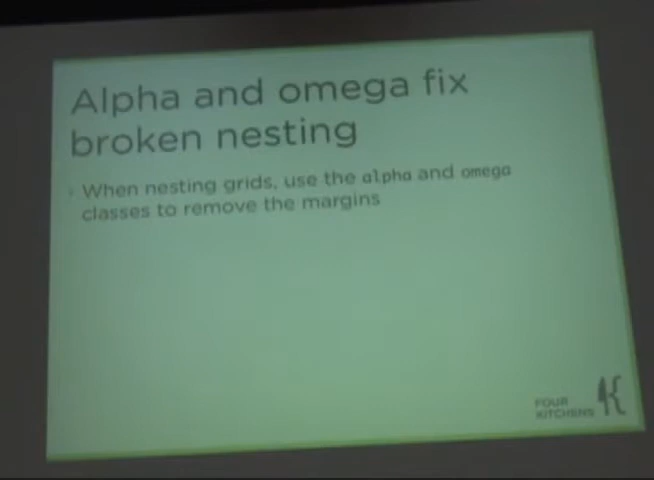 Alpha and omega fix
broken nesting
When nesting grids, use the alpha and omega
classes to remove the margins
FOUR
KITCHENS